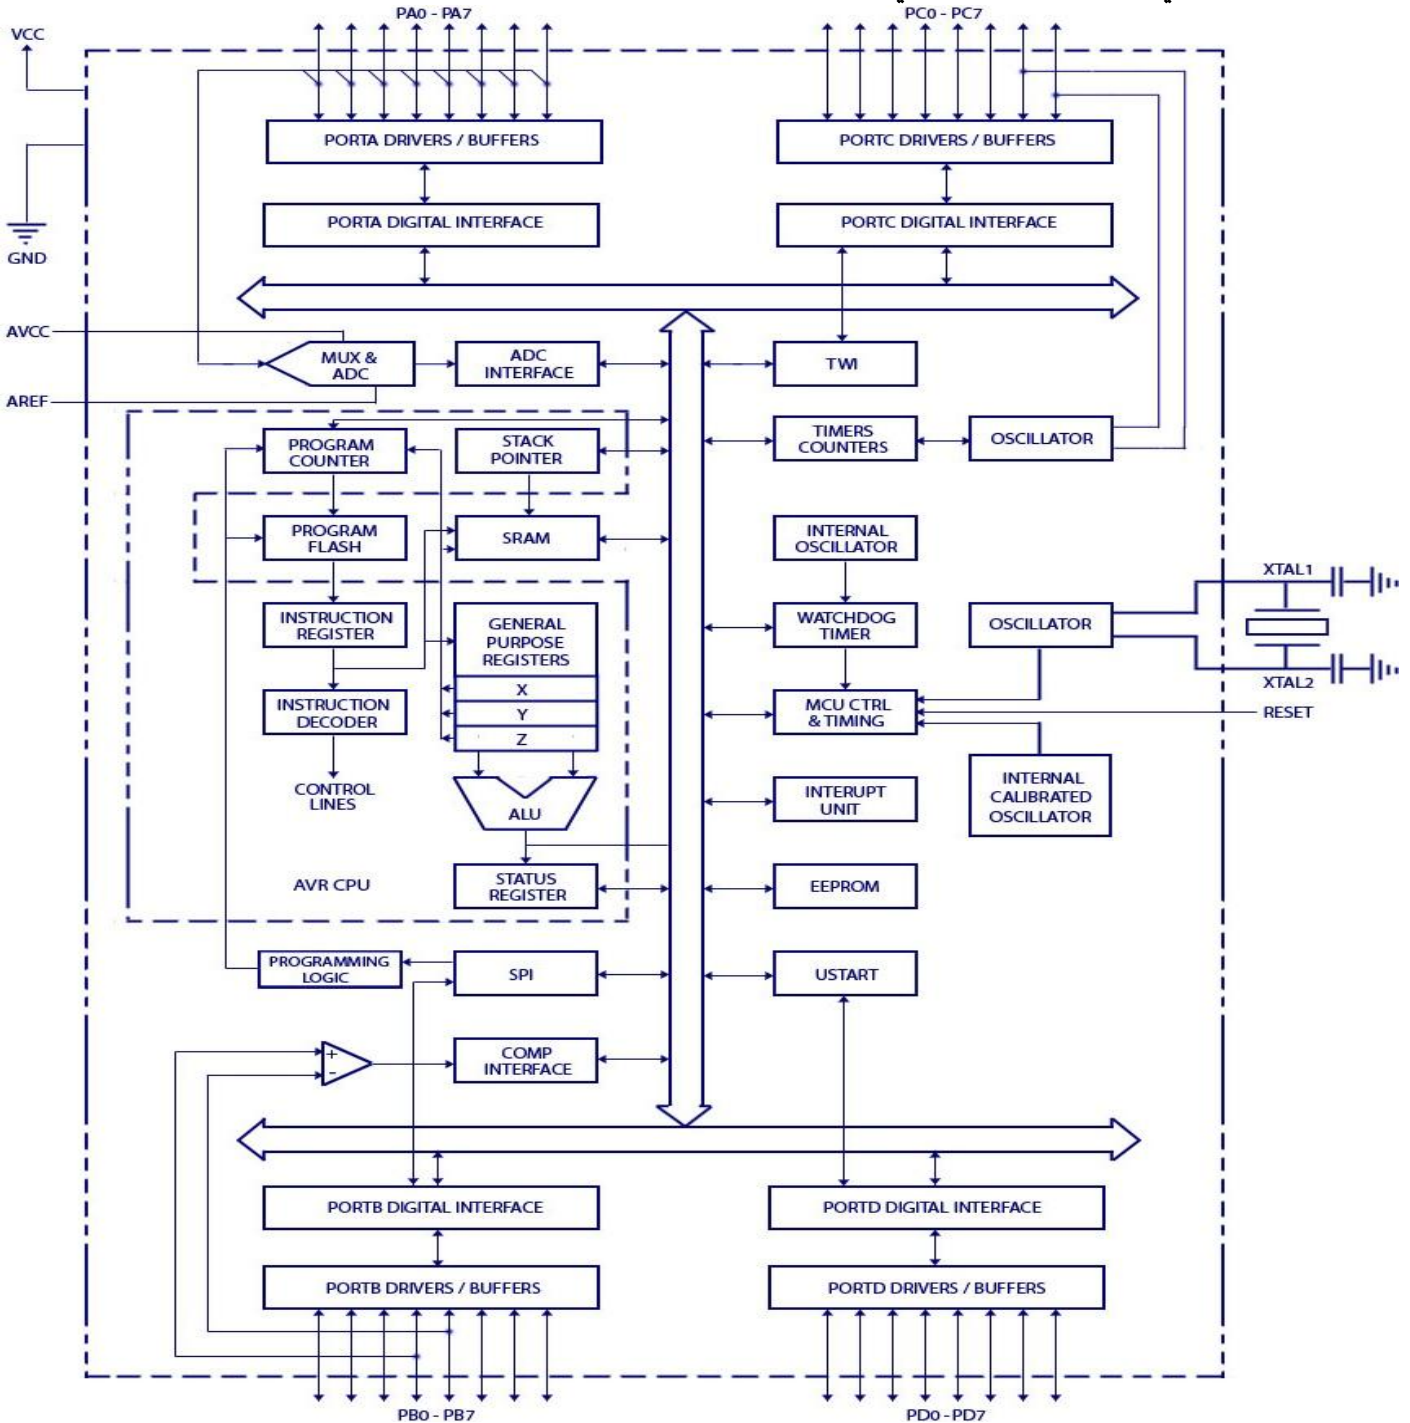 PA0 - PA7
PC0 - PC7
VCC
PORTA DRIVERS / BUFFERS
PORTC DRIVERS / BUFFERS
PORTA DIGITAL INTERFACE
PORTC DIGITAL INTERFACE
GND
AVCC
MUX &
ADC
ADC
INTERFACE
TWI
AREF
PROGRAM
COUNTER
STACK
POINTER
TIMERS
COUNTERS
OSCILLATOR
PROGRAM
FLASH
SRAM
INTERNAL
OSCILLATOR
XTAL1
INSTRUCTION
REGISTER
GENERAL
PURPOSE
REGISTERS
WATCHDOG
TIMER
OSCILLATOR
X
XTAL2
INSTRUCTION
DECODER
Y
MCU CTRL
& TIMING
RESET
Z
CONTROL
LINES
ALU
INTERUPT
UNIT
INTERNAL
CALIBRATED
OSCILLATOR
AVR CPU
STATUS
REGISTER
EEPROM
PROGRAMMING
LOGIC
SPI
USTART
+
-
COMP
INTERFACE
PORTB DIGITAL INTERFACE
PORTD DIGITAL INTERFACE
PORTB DRIVERS / BUFFERS
PORTD DRIVERS / BUFFERS
PB0 - PB7
PD0 - PD7